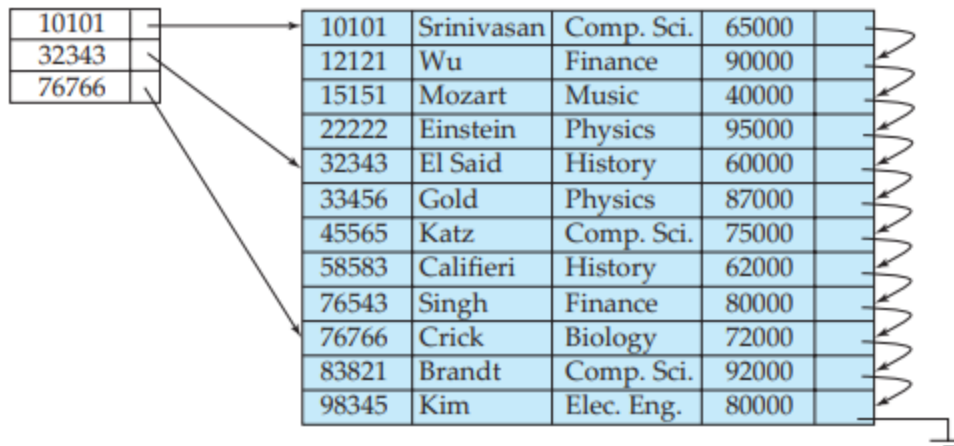 10101
32343
76766
10101 Srinivasan Comp. Sci. 65000
12121 Wu Finance 90000
15151 Mozart Music 40000
22222 Einstein Physics 95000
32343 El Said History 60000
33456 Gold Physics 87000
45565 Katz Comp. Sci. 75000
58583 Califieri History 62000
76543 Singh Finance 80000
76766 Crick Biology 72000
83821 Brandt Comp. Sci. 92000
98345 Kim Elec. Eng. 80000